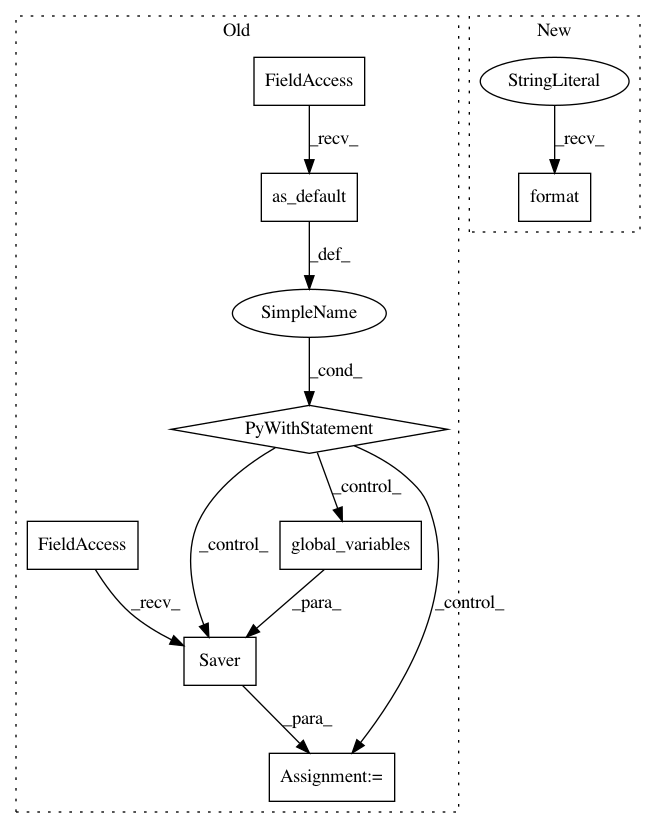 Old
New
FieldAccess
StringLiteral
_recv_
_recv_
as_default
format
_def_
SimpleName
_cond_
PyWithStatement
_control_
FieldAccess
global_variables
_control_
_recv_
_para_
_control_
Saver
_para_
Assignment:=